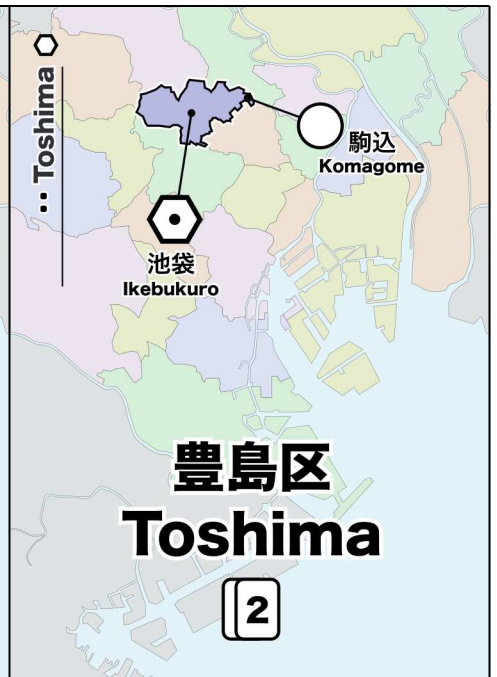 Toshima
駒込
Komagome
池袋
Ikebukuro
豊島区
Toshima
2